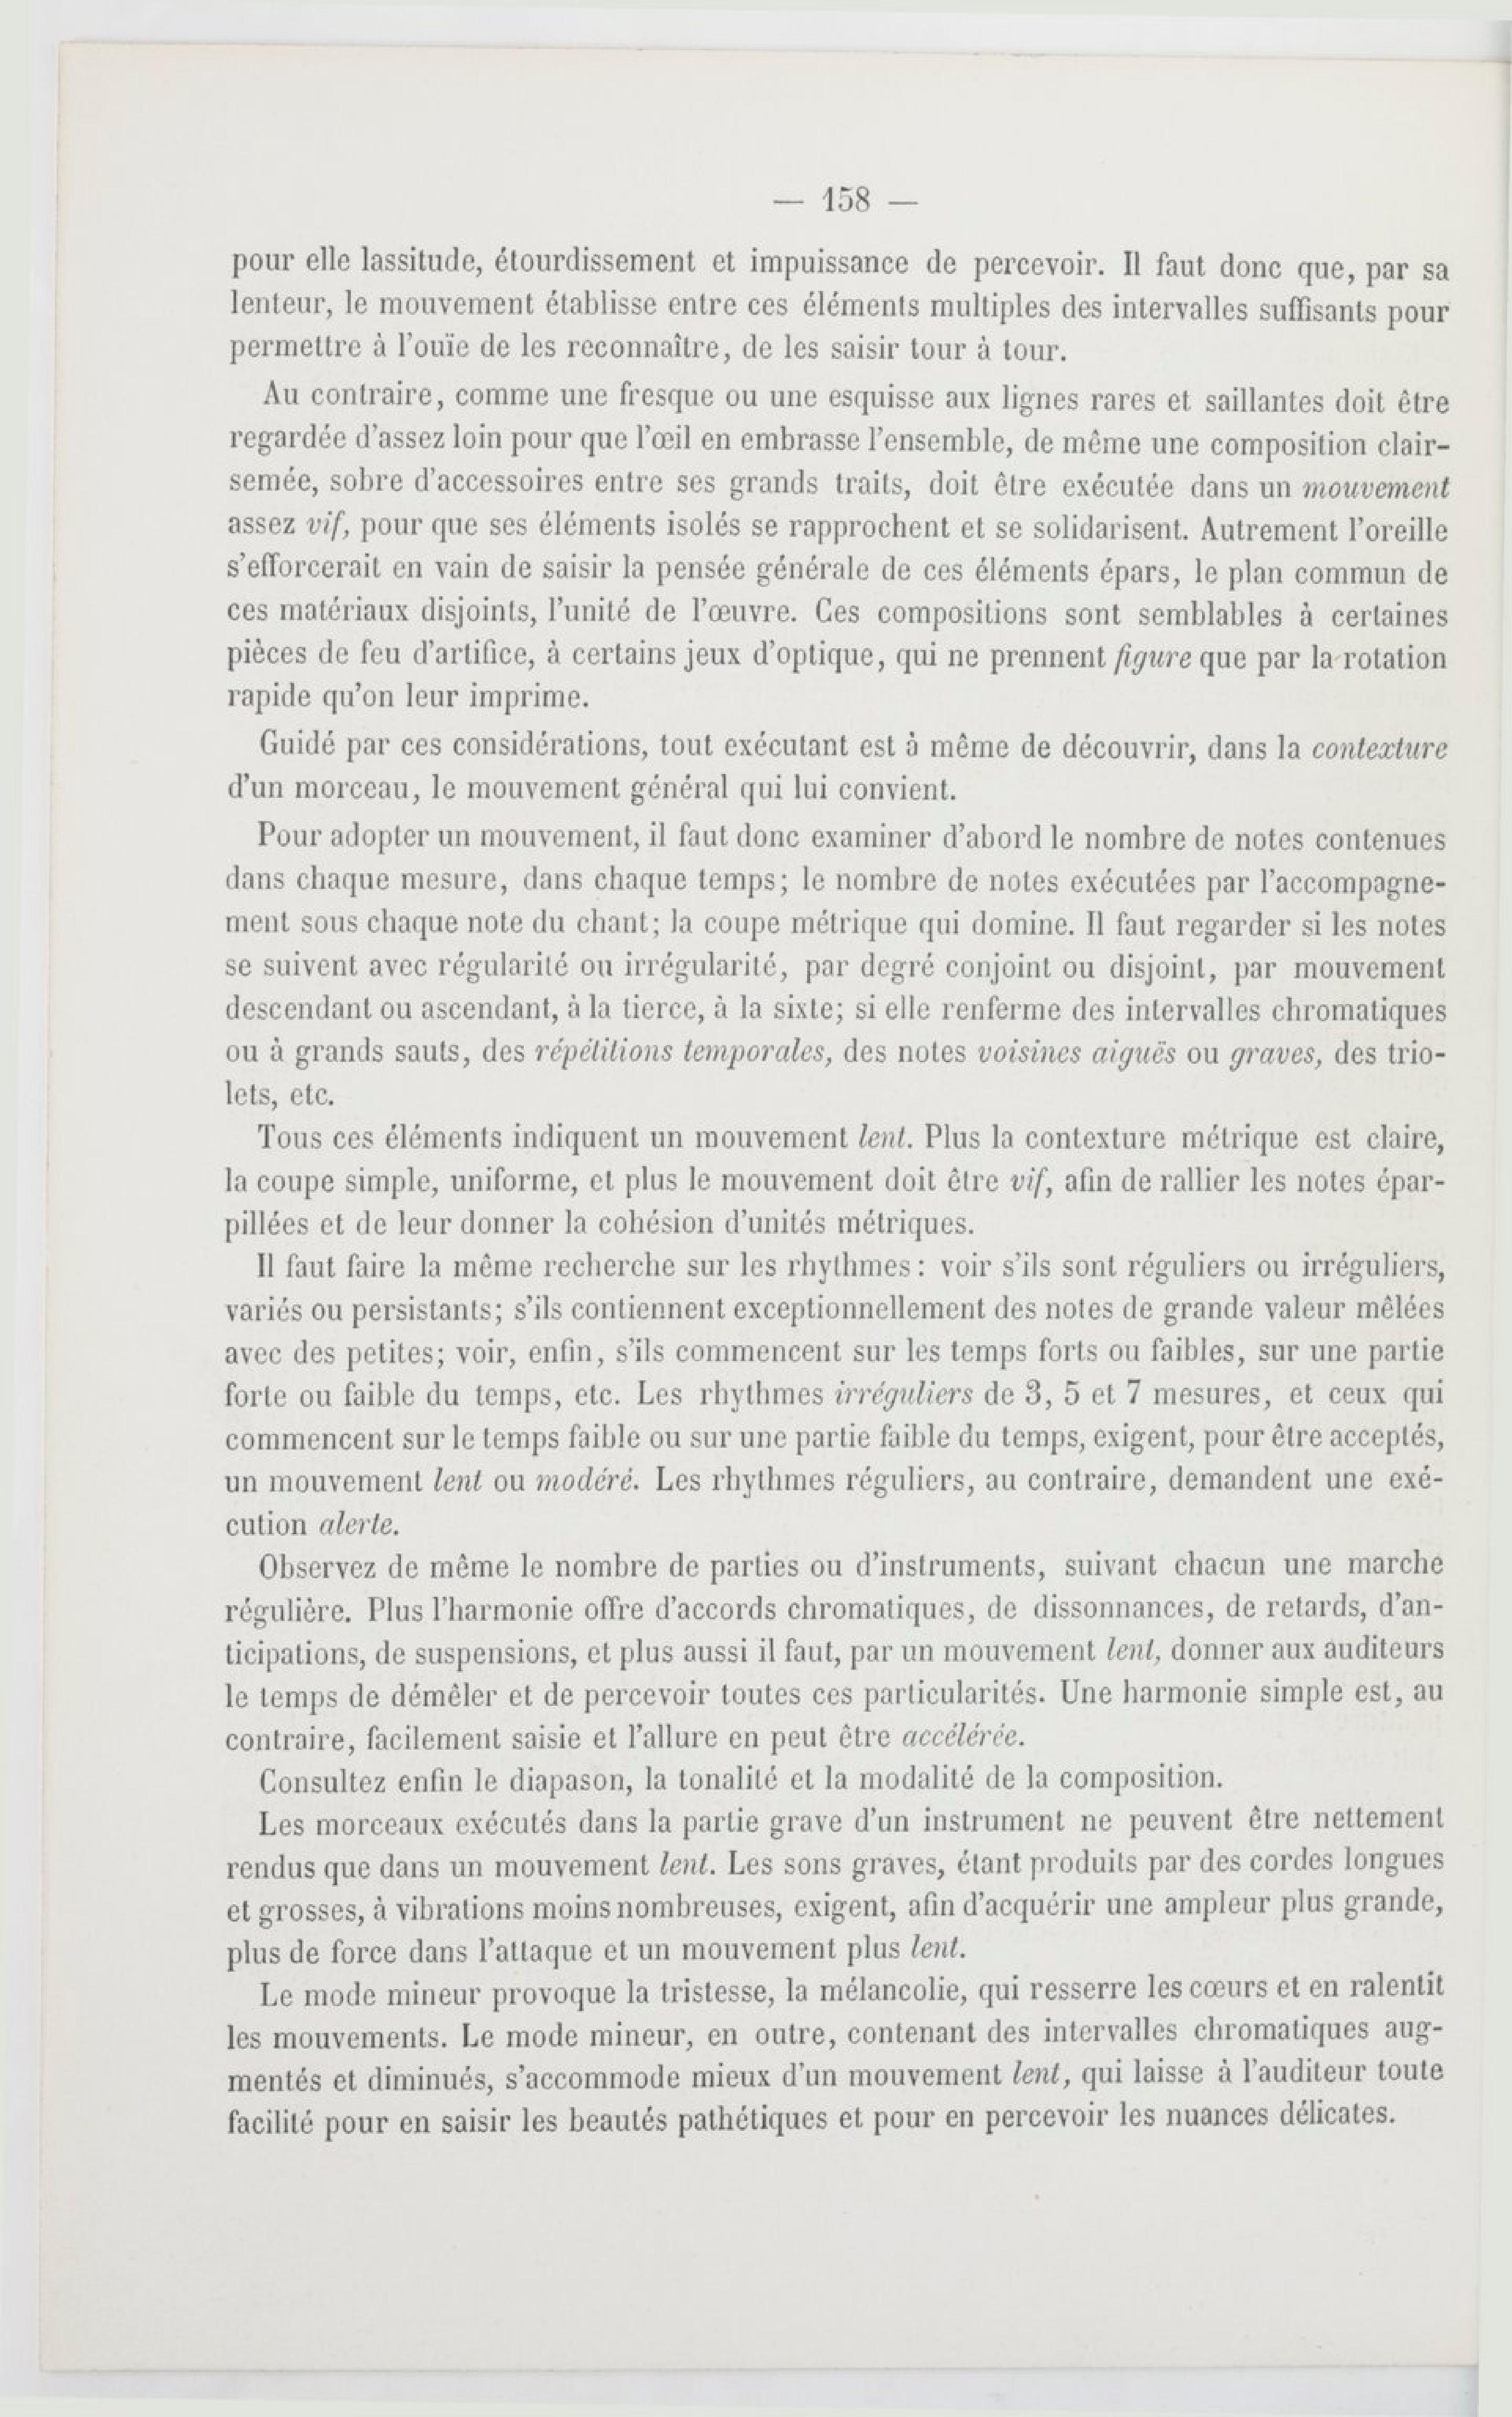 — 158 —
pour elle lassitude, étourdissement et impuissance de percevoir. Il faut donc que, par sa
lenteur, le mouvement établisse entre ces éléments multiples des intervalles suffisants pour
permettre à l'ouïe de les reconnaître, de les saisir tour à tour.
Au contraire, comme une fresque ou une esquisse aux lignes rares et saillantes doit être
regardée d'assez loin pour que l'œil en embrasse l'ensemble, de même une composition clair-
semée, sobre d'accessoires entre ses grands traits, doit être exécutée dans un mouvement
assez vif, pour que ses éléments isolés se rapprochent et se solidarisent. Autrement l'oreille
s'efforcerait en vain de saisir la pensée générale de ces éléments épars, le plan commun de
ces matériaux disjoints, l'unité de l'œuvre. Ces compositions sont semblables à certaines
pièces de feu d'artifice, à certains jeux d'optique, qui ne prennent figure que par la rotation
rapide qu'on leur imprime.
Guidé par ces considérations, tout exécutant est à même de découvrir, dans la contexture
d'un morceau, le mouvement général qui lui convient.
Pour adopter un mouvement, il faut donc examiner d'abord le nombre de notes contenues
dans chaque mesure, dans chaque temps; le nombre de notes exécutées par l'accompagne-
ment sous chaque note du chant; la coupe métrique qui domine. Il faut regarder si les notes
se suivent avec régularité ou irrégularité, par degré conjoint ou disjoint, par mouvement
descendant ou ascendant, à la tierce, à la sixte; si elle renferme des intervalles chromatiques
ou à grands sauts, des répétitions temporales, des notes voisines aiguës ou graves, des trio-
lets, etc.
Tous ces éléments indiquent un mouvement lent. Plus la contexture métrique est claire,
la coupe simple, uniforme, et plus le mouvement doit être vif, afin de rallier les notes épar-
pillées et de leur donner la cohésion d'unités métriques.
Il faut faire la même recherche sur les rhythmes : voir s'ils sont réguliers ou irréguliers,
variés ou persistants; s'ils contiennent exceptionnellement des notes de grande valeur mêlées
avec des petites; voir, enfin, s'ils commencent sur les temps forts ou faibles, sur une partie
forte ou faible du temps, etc. Les rhythmes irréguliers de 3, 5 et 7 mesures, et ceux qui
commencent sur le temps faible ou sur une partie faible du temps, exigent, pour être acceptés,
un mouvement lent ou modéré. Les rhythmes réguliers, au contraire, demandent une exé-
cution alerte.
Observez de même le nombre de parties ou d'instruments, suivant chacun une marche
régulière. Plus l'harmonie offre d'accords chromatiques, de dissonnances, de retards, d'an-
ticipations, de suspensions, et plus aussi il faut, par un mouvement lent, donner aux auditeurs
le temps de démêler et de percevoir toutes ces particularités. Une harmonie simple est, au
contraire, facilement saisie et l'allure en peut être accélérée.
Consultez enfin le diapason, la tonalité et la modalité de la composition.
Les morceaux exécutés dans la partie grave d'un instrument ne peuvent être nettement
rendus que dans un mouvement lent. Les sons graves, étant produits par des cordes longues
et grosses, à vibrations moins nombreuses, exigent, afin d'acquérir une ampleur plus grande,
plus de force dans l'attaque et un mouvement plus lent.
Le mode mineur provoque la tristesse, la mélancolie, qui resserre les cœurs et en ralentit
les mouvements. Le mode mineur, en outre, contenant des intervalles chromatiques aug-
mentés et diminués, s'accommode mieux d'un mouvement lent, qui laisse à l'auditeur toute
facilité pour en saisir les beautés pathétiques et pour en percevoir les nuances délicates.